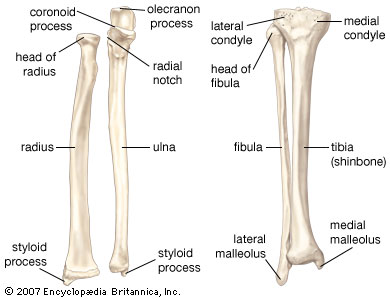 coronoid
process
olecranon
process
head of
radius
radial
notch
radius
ulna
styloid
process
styloid
process
lateral
condyle
medial
condyle
head of
fibula
fibula
tibia
(shinbone)
lateral
malleolus
medial
malleolus
© 2007 Encyclopædia Britannica, Inc.